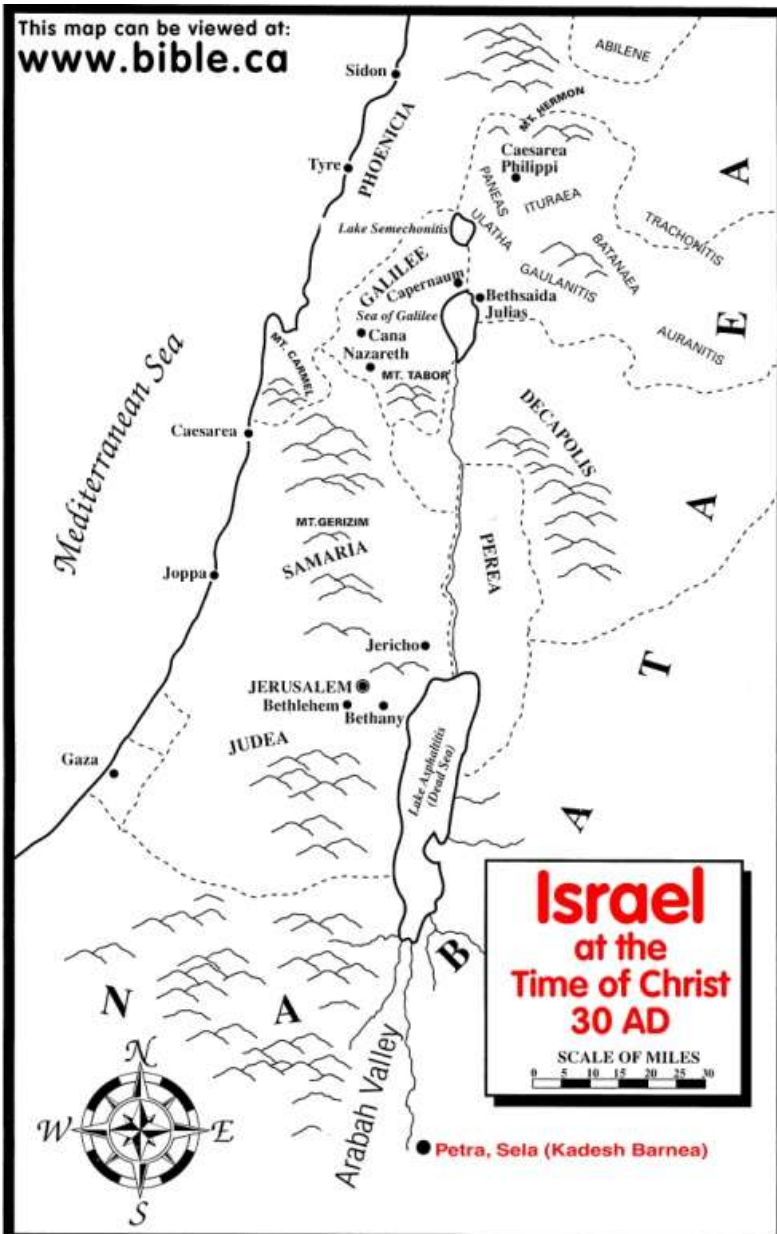 This map can be viewed at:
www.bible.ca
Sidon
ABILENE
MT. HERMON
PHOENICIA
Tyre
Caesarea
Philippi
PANEAS
ITURAEA
A
Lake Semechonitis
ULATHA
TRACHONITIS
BATANAEA
GALILEE
GAULANITIS
Capernaum
Bethsaida
Julias
Sea of Galilee
E
AURANITIS
Cana
MT. CARMEL
Nazareth
MT. TABOR
Mediterranean Sea
Caesarea
DECAPOLIS
A
MT.GERIZIM
SAMARIA
PEREA
Joppa
Jericho
T
JERUSALEM
Bethlehem
Bethany
JUDEA
Gaza
Lake Asphaltitis
(Dead Sea)
A
B
N
A
Arabah Valley
Israel
at the
Time of Christ
30 AD
SCALE OF MILES
0 5 10 15 20 25 30
N
W
E
S
Petra, Sela (Kadesh Barnea)